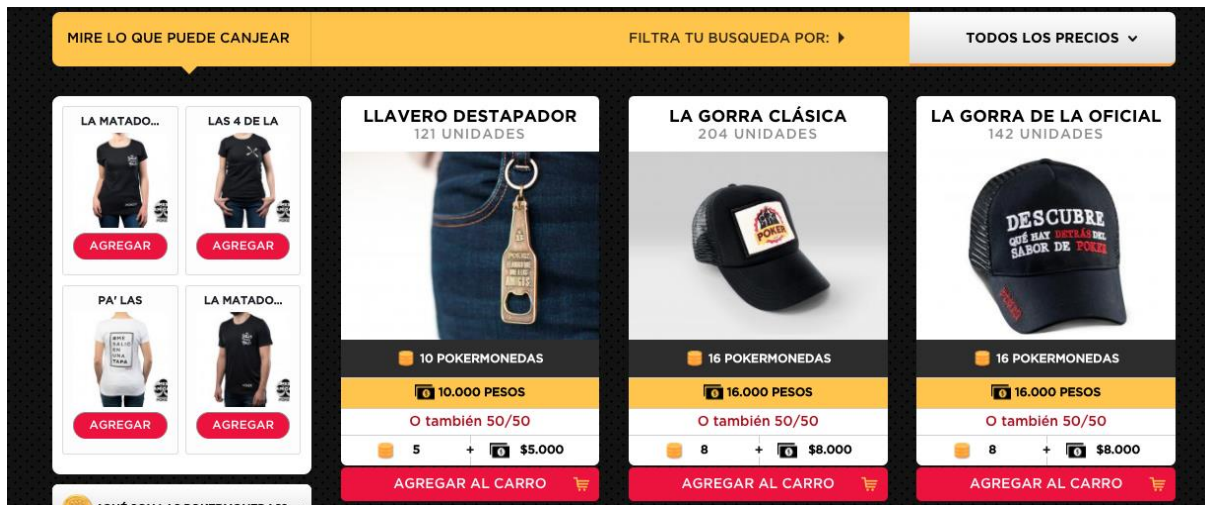 MIRE LO QUE PUEDE CANJEAR
FILTRA TU BUSQUEDA POR:
TODOS LOS PRECIOS
LA MATADO...
LAS 4 DE LA
AGREGAR
AGREGAR
PA' LAS
LA MATADO...
AGREGAR
AGREGAR
LLAVERO DESTAPADOR
121 UNIDADES
AMIGOS
10 POKERMONEDAS
10.000 PESOS
O también 50/50
5 + $5.000
AGREGAR AL CARRO
LA GORRA CLÁSICA
204 UNIDADES
POKER
16 POKERMONEDAS
16.000 PESOS
O también 50/50
8 + $8.000
AGREGAR AL CARRO
LA GORRA DE LA OFICIAL
142 UNIDADES
DESCUBRE
QUÉ HAY DETRÁS DEL
SABOR DE POKER
POKER
16 POKERMONEDAS
16.000 PESOS
O también 50/50
8 + $8.000
AGREGAR AL CARRO